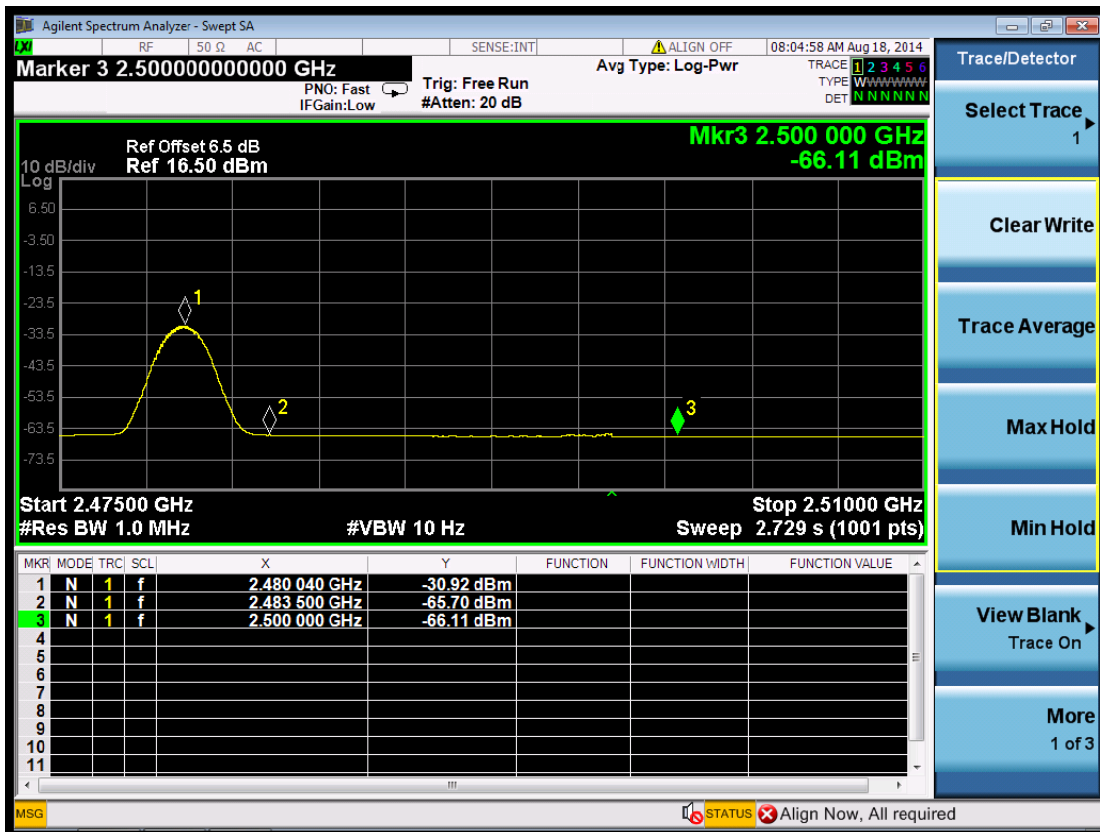 Agilent Spectrum Analyzer - Swept SA
LXI RF 50 Ω AC SENSE:INT ALIGN OFF 08:04:58 AM Aug 18, 2014
Marker 3 2.500000000000 GHz
PNO: Fast
IFGain:Low
Trig: Free Run
#Atten: 20 dB
Avg Type: Log-Pwr
TRACE 1 2 3 4 5 6
TYPE WWWWWW
DET N N N N N N
Mkr3 2.500 000 GHz
-66.11 dBm
Ref Offset 6.5 dB
10 dB/div Ref 16.50 dBm
Log
6.50
-3.50
-13.5
-23.5
-33.5
-43.5
-53.5
-63.5
-73.5
1
2
3
Start 2.47500 GHz Stop 2.51000 GHz
#Res BW 1.0 MHz #VBW 10 Hz Sweep 2.729 s (1001 pts)
MKR MODE TRC SCL X Y FUNCTION FUNCTION WIDTH FUNCTION VALUE
1 N 1 f 2.480 040 GHz -30.92 dBm
2 N 1 f 2.483 500 GHz -65.70 dBm
3 N 1 f 2.500 000 GHz -66.11 dBm
4
5
6
7
8
9
10
11
MSG STATUS Align Now, All required
Trace/Detector
Select Trace
1
Clear Write
Trace Average
Max Hold
Min Hold
View Blank
Trace On
More
1 of 3